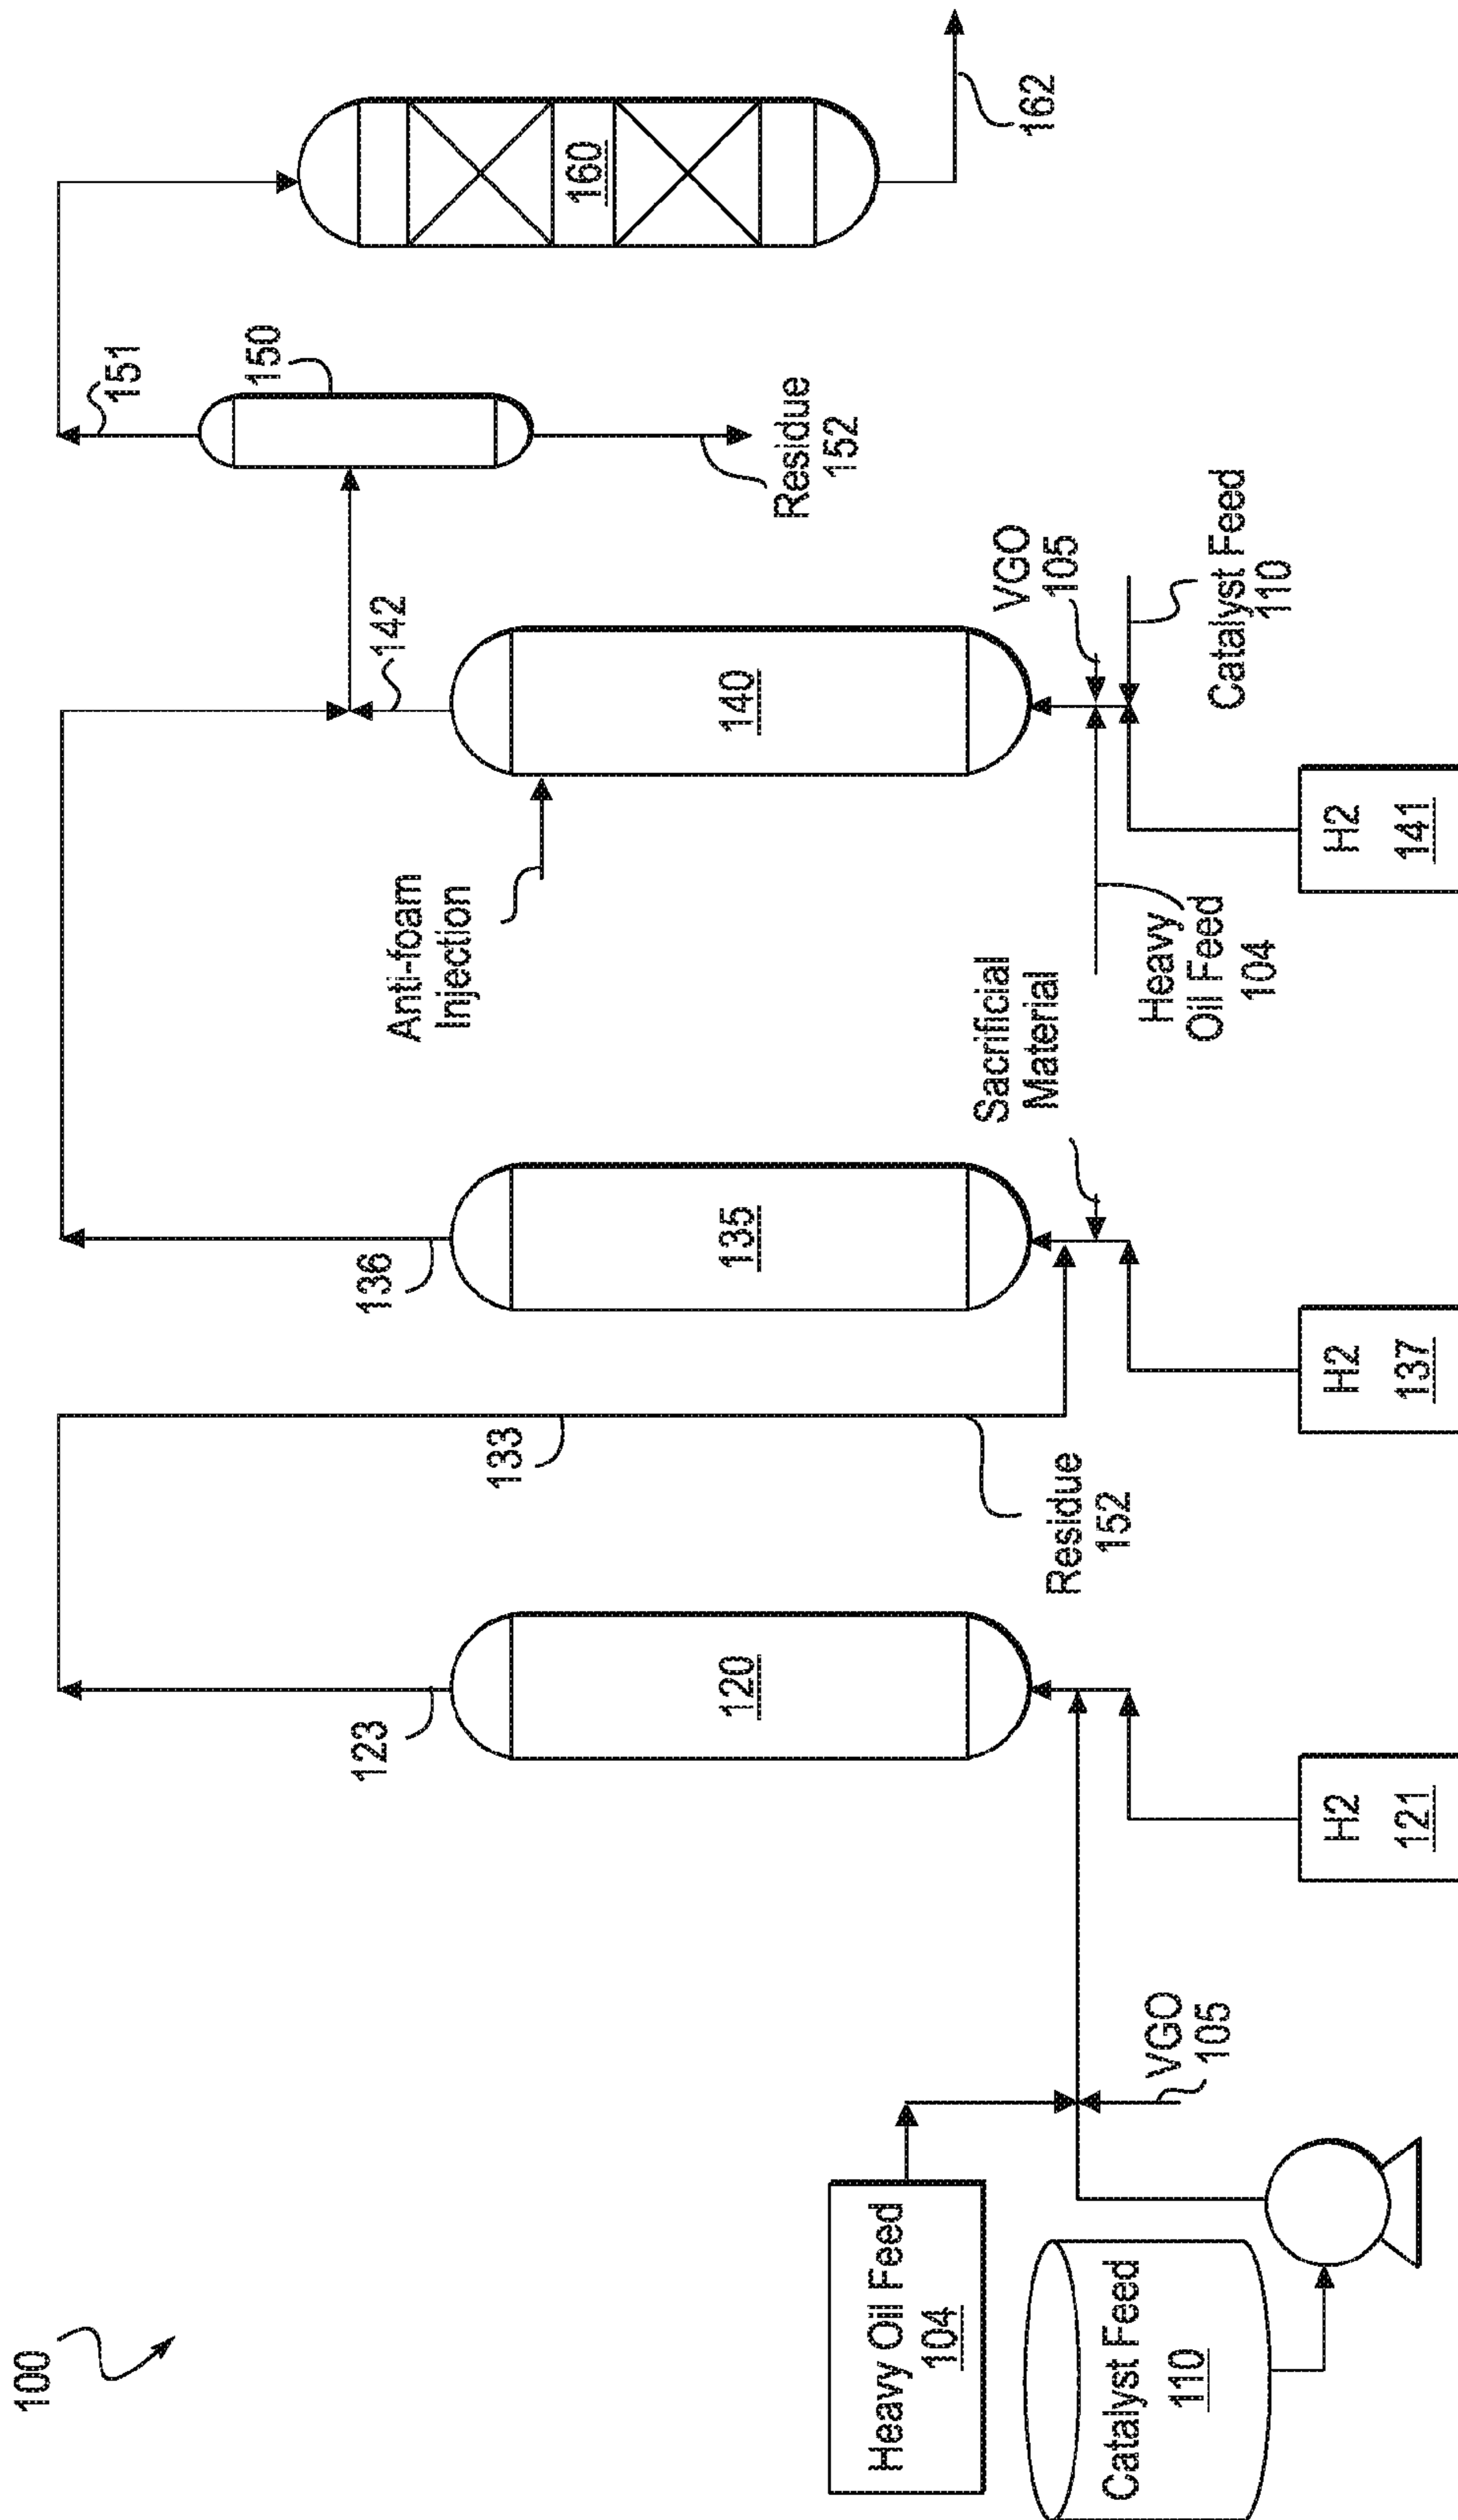 100
Heavy Oil Feed
104
Catalyst Feed
110
VGO
105
H2
121
120
123
133
Residue
152
H2
137
135
136
Sacrificial
Material
Anti-foam
Injection
Heavy
Oil Feed
104
H2
141
140
142
VGO
105
Catalyst Feed
110
150
151
Residue
152
160
162